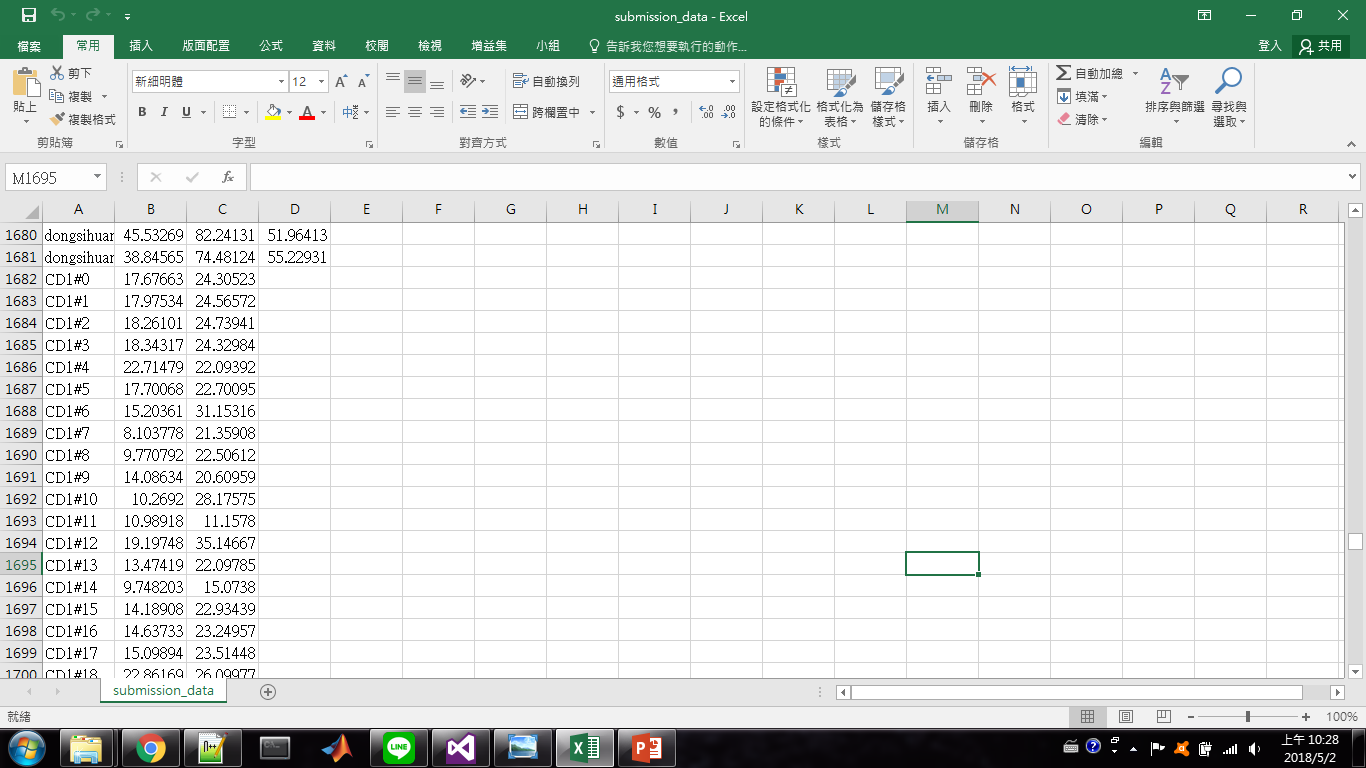 submission_data - Excel
檔案 常用 插入 版面配置 公式 資料 校閱 檢視 增益集 小組 告訴我您想要執行的動作... 登入 共用
貼上 剪下 複製 複製格式
新細明體 12
B I U
自動換列 跨欄置中
通用格式
$ % ,
設定格式化的條件 格式化為表格 儲存格樣式
插入 刪除 格式
自動加總 填滿 清除
排序與篩選 尋找與選取
剪貼簿 字型 對齊方式 數值 樣式 儲存格 編輯
M1695 fx
A B C D E F G H I J K L M N O P Q R
1680 dongsihuar 45.53269 82.24131 51.96413
1681 dongsihuar 38.84565 74.48124 55.22931
1682 CD1#0 17.67663 24.30523
1683 CD1#1 17.97534 24.56572
1684 CD1#2 18.26101 24.73941
1685 CD1#3 18.34317 24.32984
1686 CD1#4 22.71479 22.09392
1687 CD1#5 17.70068 22.70095
1688 CD1#6 15.20361 31.15316
1689 CD1#7 8.103778 21.35908
1690 CD1#8 9.770792 22.50612
1691 CD1#9 14.08634 20.60959
1692 CD1#10 10.2692 28.17575
1693 CD1#11 10.98918 11.1578
1694 CD1#12 19.19748 35.14667
1695 CD1#13 13.47419 22.09785
1696 CD1#14 9.748203 15.0738
1697 CD1#15 14.18908 22.93439
1698 CD1#16 14.63733 23.24957
1699 CD1#17 15.09894 23.51448
1700 CD1#18 22.86169 26.09977
submission_data
就緒 100%
上午 10:28
2018/5/2